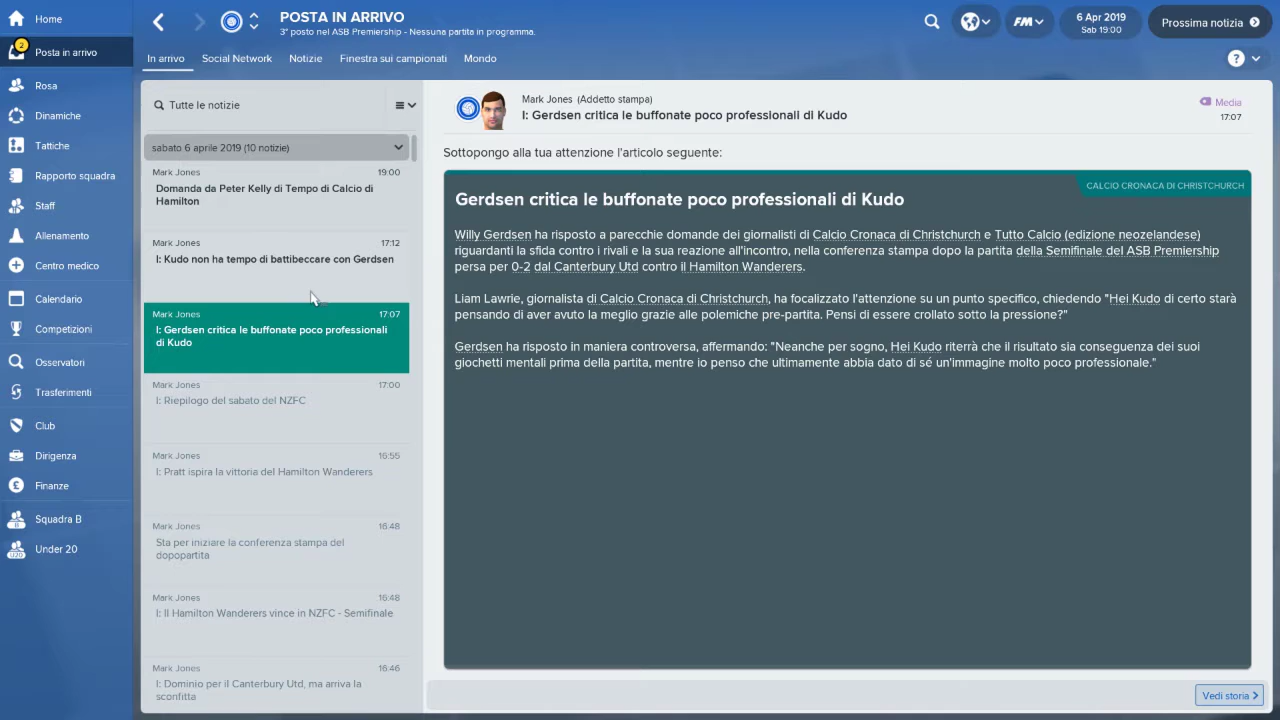 Home
2
Posta in arrivo
Rosa
Dinamiche
Tattiche
Rapporto squadra
Staff
Allenamento
Centro medico
Calendario
Competizioni
Osservatori
Trasferimenti
Club
Dirigenza
Finanze
B
Squadra B
U20
Under 20
POSTA IN ARRIVO
3° posto nel ASB Premiership - Nessuna partita in programma.
FM
6 Apr 2019
Sab 19:00
Prossima notizia
In arrivo Social Network Notizie Finestra sui campionati Mondo
?
Tutte le notizie
sabato 6 aprile 2019 (10 notizie)
Mark Jones 19:00
Domanda da Peter Kelly di Tempo di Calcio di
Hamilton
Mark Jones 17:12
I: Kudo non ha tempo di battibeccare con Gerdsen
Mark Jones 17:07
I: Gerdsen critica le buffonate poco professionali
di Kudo
Mark Jones 17:00
I: Riepilogo del sabato del NZFC
Mark Jones 16:55
I: Pratt ispira la vittoria del Hamilton Wanderers
Mark Jones 16:48
Sta per iniziare la conferenza stampa del
dopopartita
Mark Jones 16:48
I: Il Hamilton Wanderers vince in NZFC - Semifinale
Mark Jones 16:46
I: Dominio per il Canterbury Utd, ma arriva la
sconfitta
Mark Jones (Addetto stampa)
I: Gerdsen critica le buffonate poco professionali di Kudo
Media
17:07
Sottopongo alla tua attenzione l'articolo seguente:
CALCIO CRONACA DI CHRISTCHURCH
Gerdsen critica le buffonate poco professionali di Kudo
Willy Gerdsen ha risposto a parecchie domande dei giornalisti di Calcio Cronaca di Christchurch e Tutto Calcio (edizione neozelandese)
riguardanti la sfida contro i rivali e la sua reazione all'incontro, nella conferenza stampa dopo la partita della Semifinale del ASB Premiership
persa per 0-2 dal Canterbury Utd contro il Hamilton Wanderers.
Liam Lawrie, giornalista di Calcio Cronaca di Christchurch, ha focalizzato l'attenzione su un punto specifico, chiedendo "Hei Kudo di certo starà
pensando di aver avuto la meglio grazie alle polemiche pre-partita. Pensi di essere crollato sotto la pressione?"
Gerdsen ha risposto in maniera controversa, affermando: "Neanche per sogno, Hei Kudo riterrà che il risultato sia conseguenza dei suoi
giochetti mentali prima della partita, mentre io penso che ultimamente abbia dato di sé un'immagine molto poco professionale."
Vedi storia